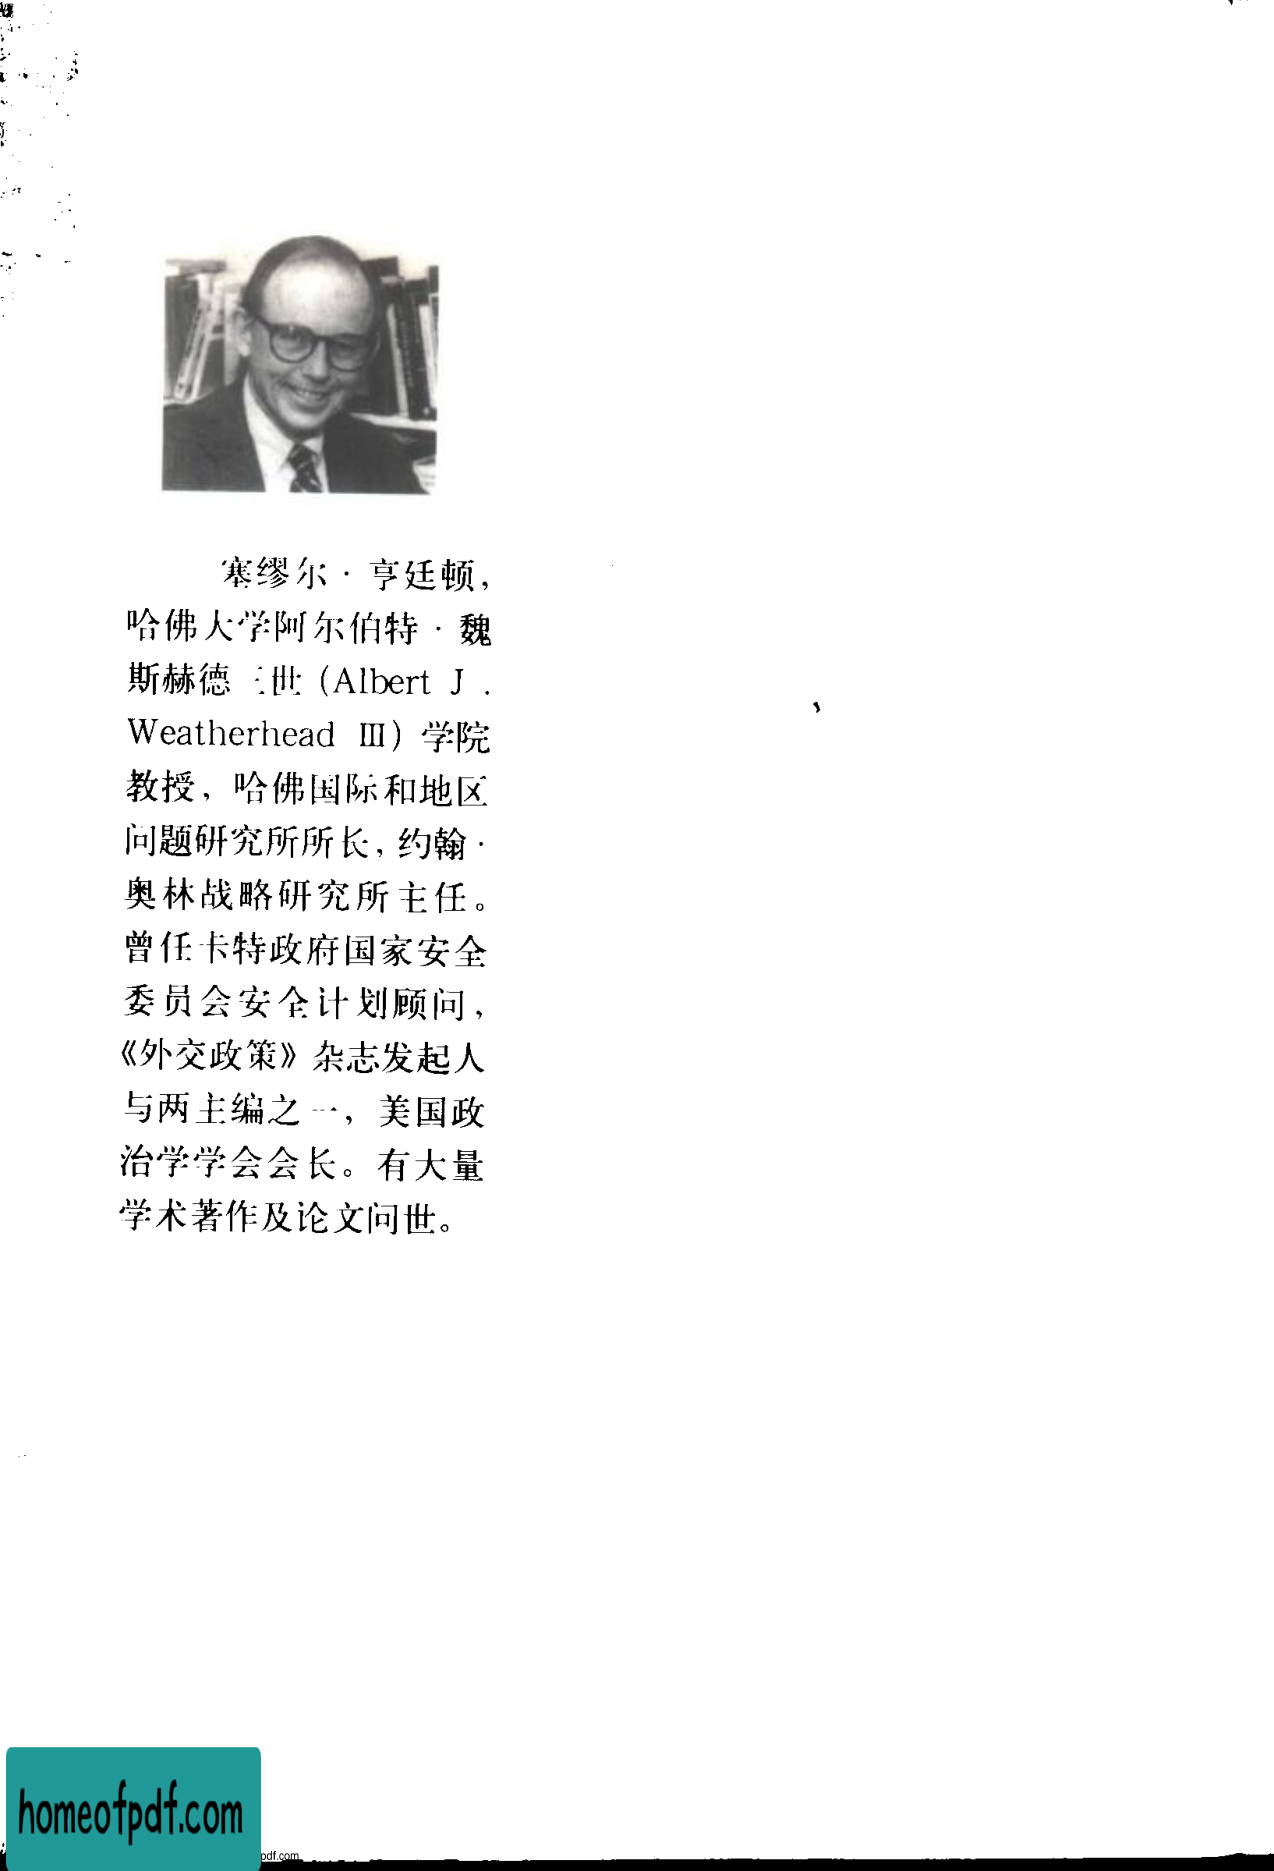 塞缪尔·亨廷顿，
哈佛大学阿尔伯特·魏
斯赫德三世（Albert J．
Weatherhead Ⅲ）学院
教授，哈佛国际和地区
问题研究所所长，约翰·
奥林战略研究所主任。
曾任卡特政府国家安全
委员会安全计划顾问，
《外交政策》杂志发起人
与两主编之一，美国政
治学学会会长。有大量
学术著作及论文问世。
homeofpdf.com
pdf.com